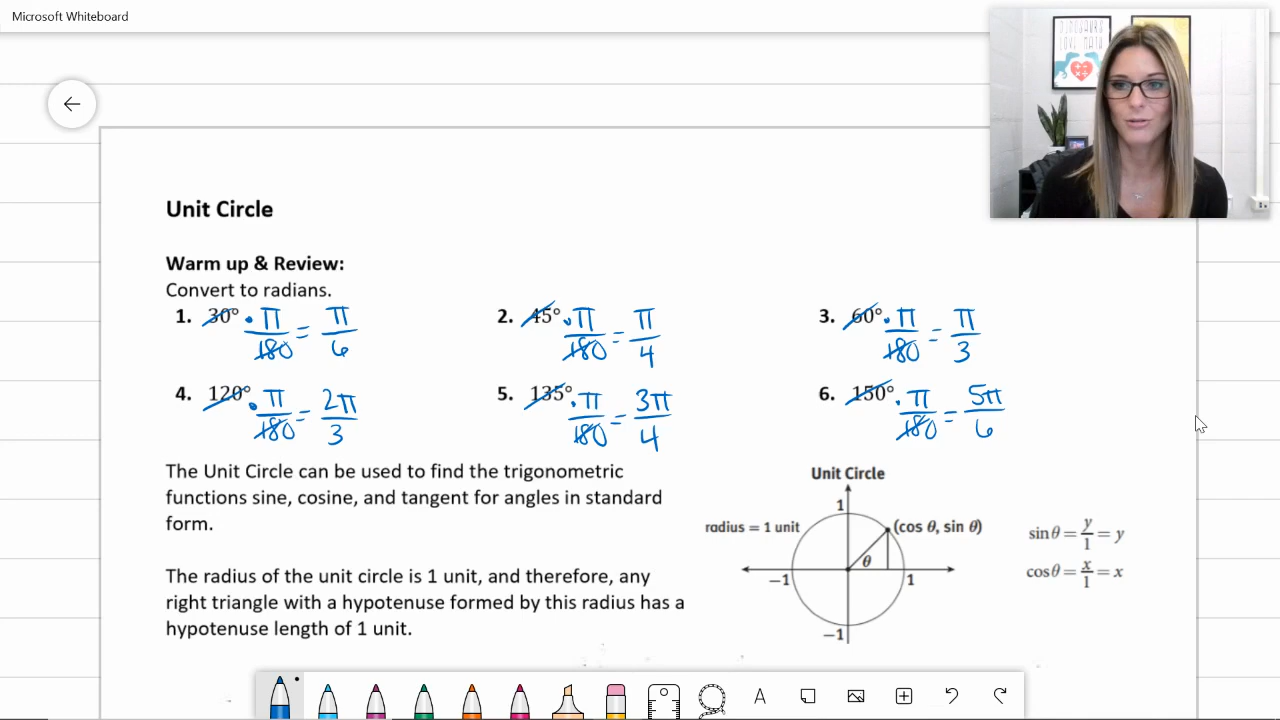 Microsoft Whiteboard
DINOSAURS
LOVE MATH
Unit Circle
Warm up & Review:
Convert to radians.
1. 30° · π/180 = π/6
2. 45° · π/180 = π/4
3. 60° · π/180 = π/3
4. 120° · π/180 = 2π/3
5. 135° · π/180 = 3π/4
6. 150° · π/180 = 5π/6
The Unit Circle can be used to find the trigonometric
functions sine, cosine, and tangent for angles in standard
form.
The radius of the unit circle is 1 unit, and therefore, any
right triangle with a hypotenuse formed by this radius has a
hypotenuse length of 1 unit.
Unit Circle
1
radius = 1 unit
(cos θ, sin θ)
θ
−1
1
−1
sin θ = y/1 = y
cos θ = x/1 = x
A